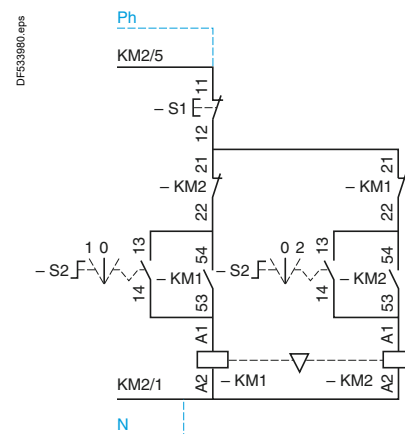 Ph
DF533980.eps
KM2/5
11
– S1
12
21
21
– KM2
– KM1
22
22
1 0
13
54
0 2
13
54
– S2
– KM1
– S2
– KM2
14
53
14
53
A1
A1
A2
– KM1
– KM2
A2
KM2/1
N